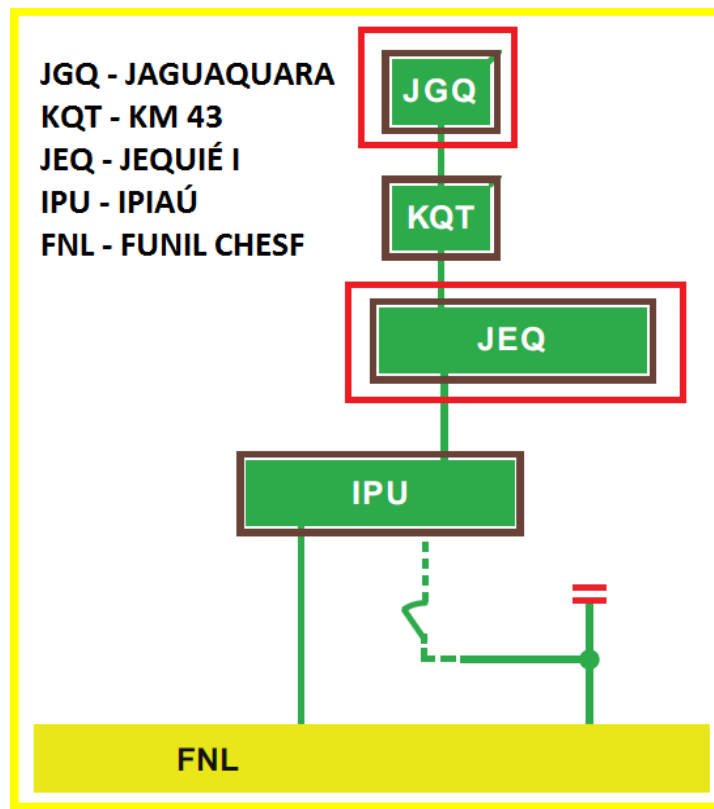 JGQ - JAGUAQUARA
KQT - KM 43
JEQ - JEQUIÉ I
IPU - IPIAÚ
FNL - FUNIL CHESF
JGQ
KQT
JEQ
IPU
FNL